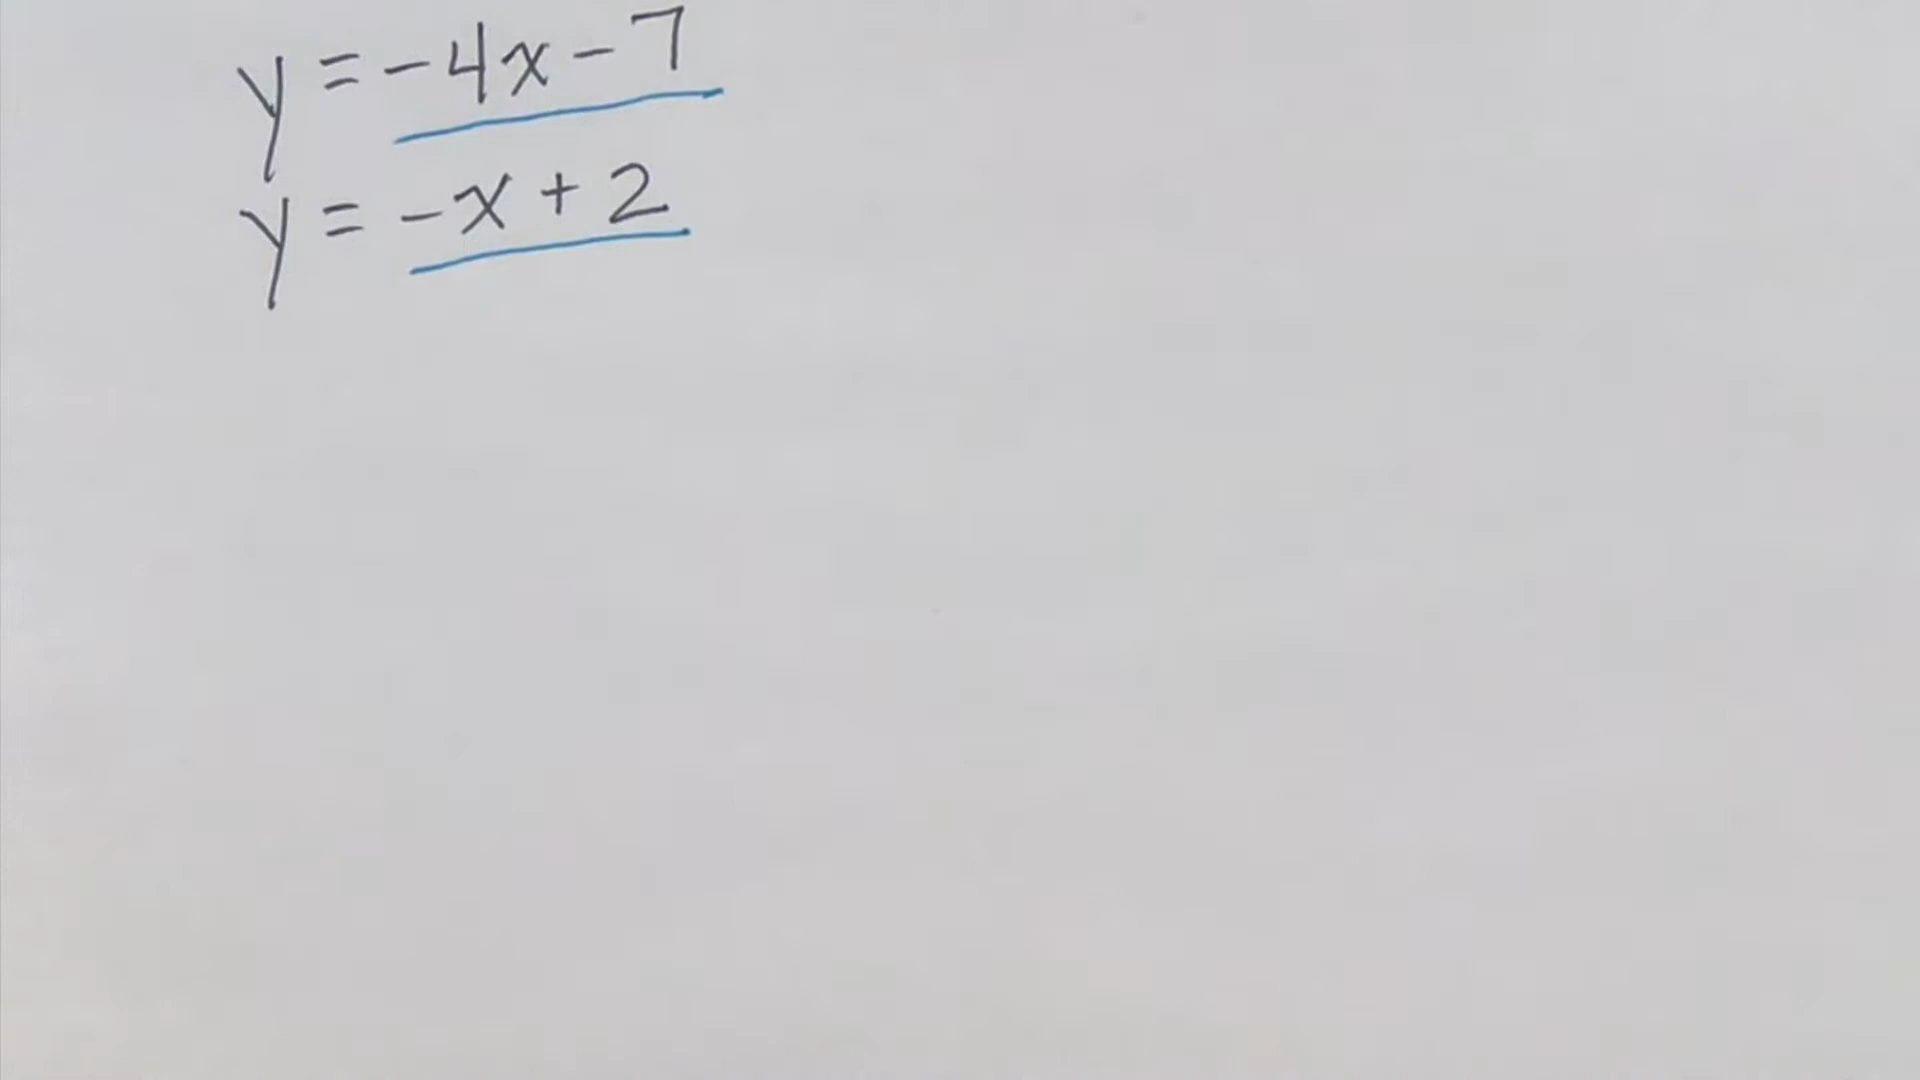 y = -4x - 7
y = -x + 2